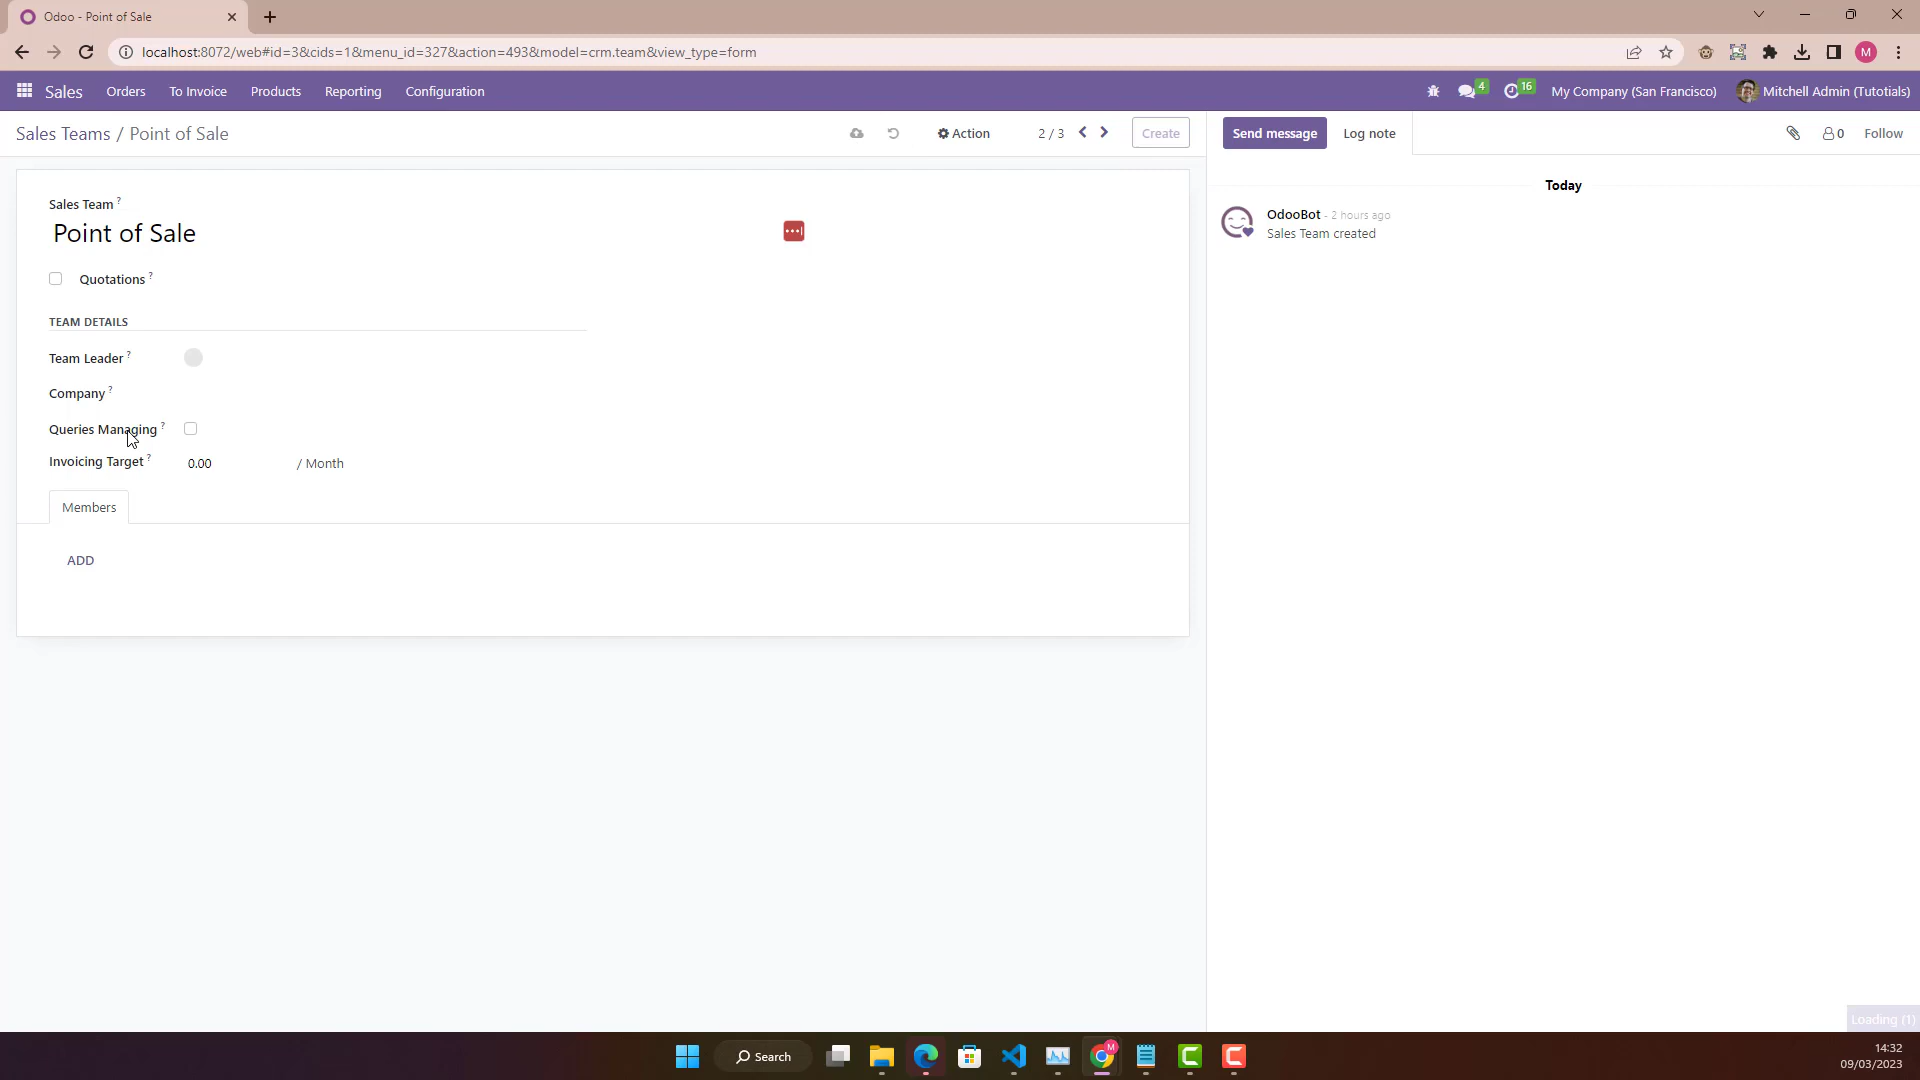 Odoo - Point of Sale
localhost:8072/web#id=3&cids=1&menu_id=327&action=493&model=crm.team&view_type=form
M
Sales Orders To Invoice Products Reporting Configuration 4 16 My Company (San Francisco) Mitchell Admin (Tutotials)
Sales Teams / Point of Sale Action 2 / 3 Create Send message Log note 0 Follow
Today
Sales Team ?
Point of Sale
OdooBot - 2 hours ago
Sales Team created
Quotations ?
TEAM DETAILS
Team Leader ?
Company ?
Queries Managing ?
Invoicing Target ? 0.00 / Month
Members
ADD
Loading (1)
Search
M
14:32
09/03/2023